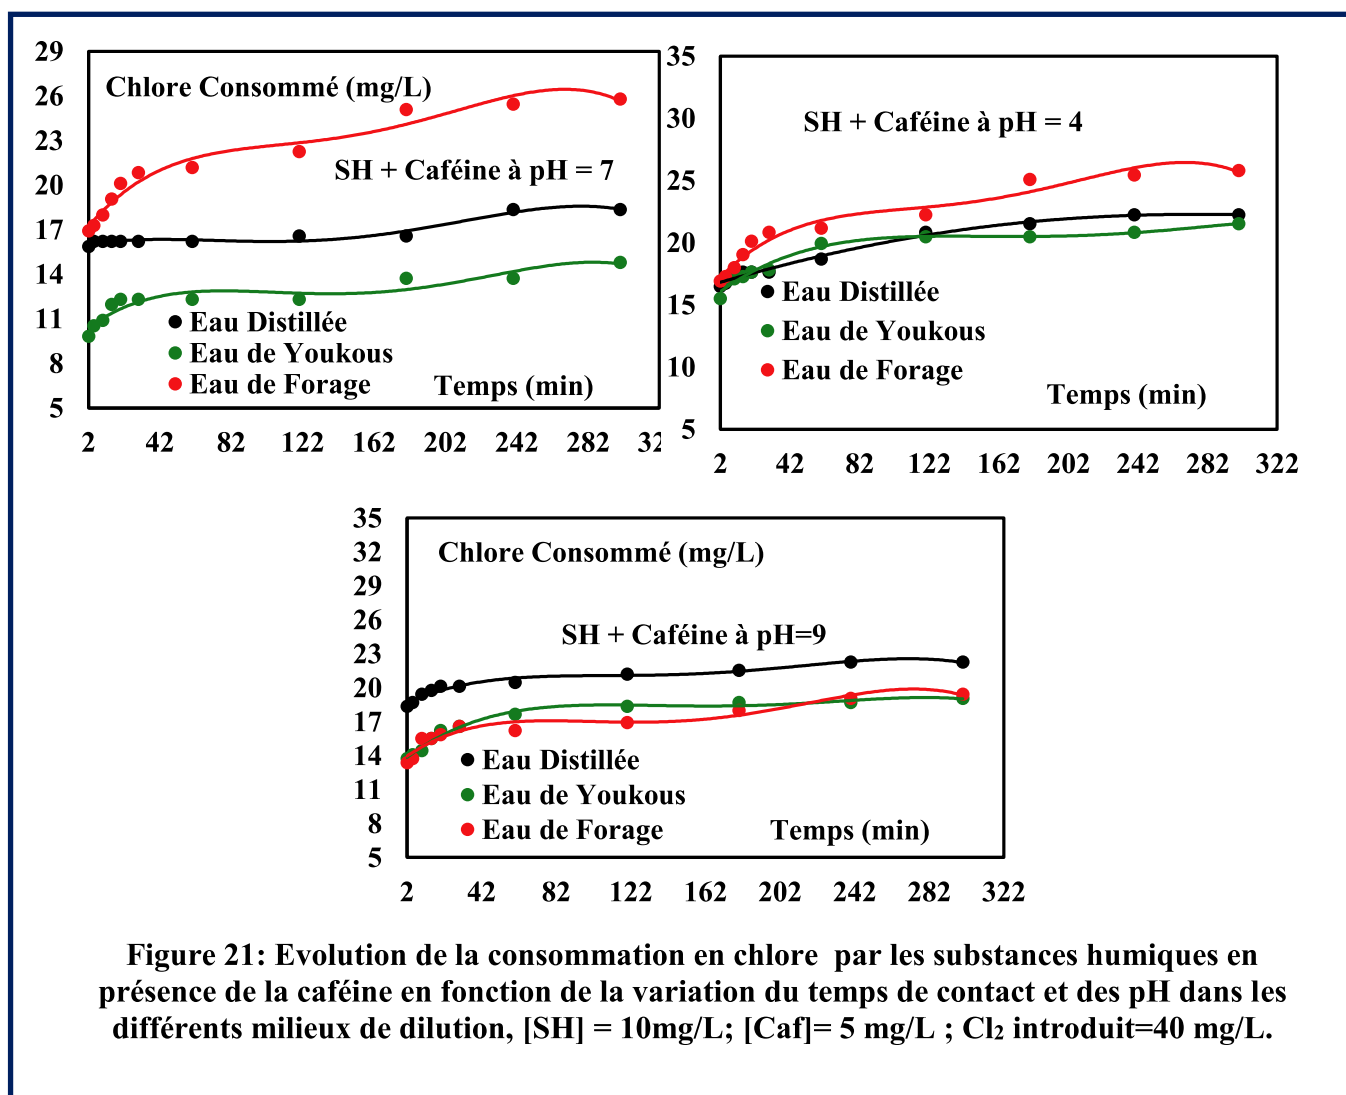 29
26
23
20
17
14
11
8
5
Chlore Consommé (mg/L)
SH + Caféine à pH = 7
Eau Distillée
Eau de Youkous
Eau de Forage
Temps (min)
2 42 82 122 162 202 242 282
35
30
25
20
15
10
5
SH + Caféine à pH = 4
Eau Distillée
Eau de Youkous
Eau de Forage
Temps (min)
2 42 82 122 162 202 242 282 322
35
32
29
26
23
20
17
14
11
8
5
Chlore Consommé (mg/L)
SH + Caféine à pH=9
Eau Distillée
Eau de Youkous
Eau de Forage
Temps (min)
2 42 82 122 162 202 242 282 322
Figure 21: Evolution de la consommation en chlore par les substances humiques en
présence de la caféine en fonction de la variation du temps de contact et des pH dans les
différents milieux de dilution, [SH] = 10mg/L; [Caf]= 5 mg/L ; Cl₂ introduit=40 mg/L.